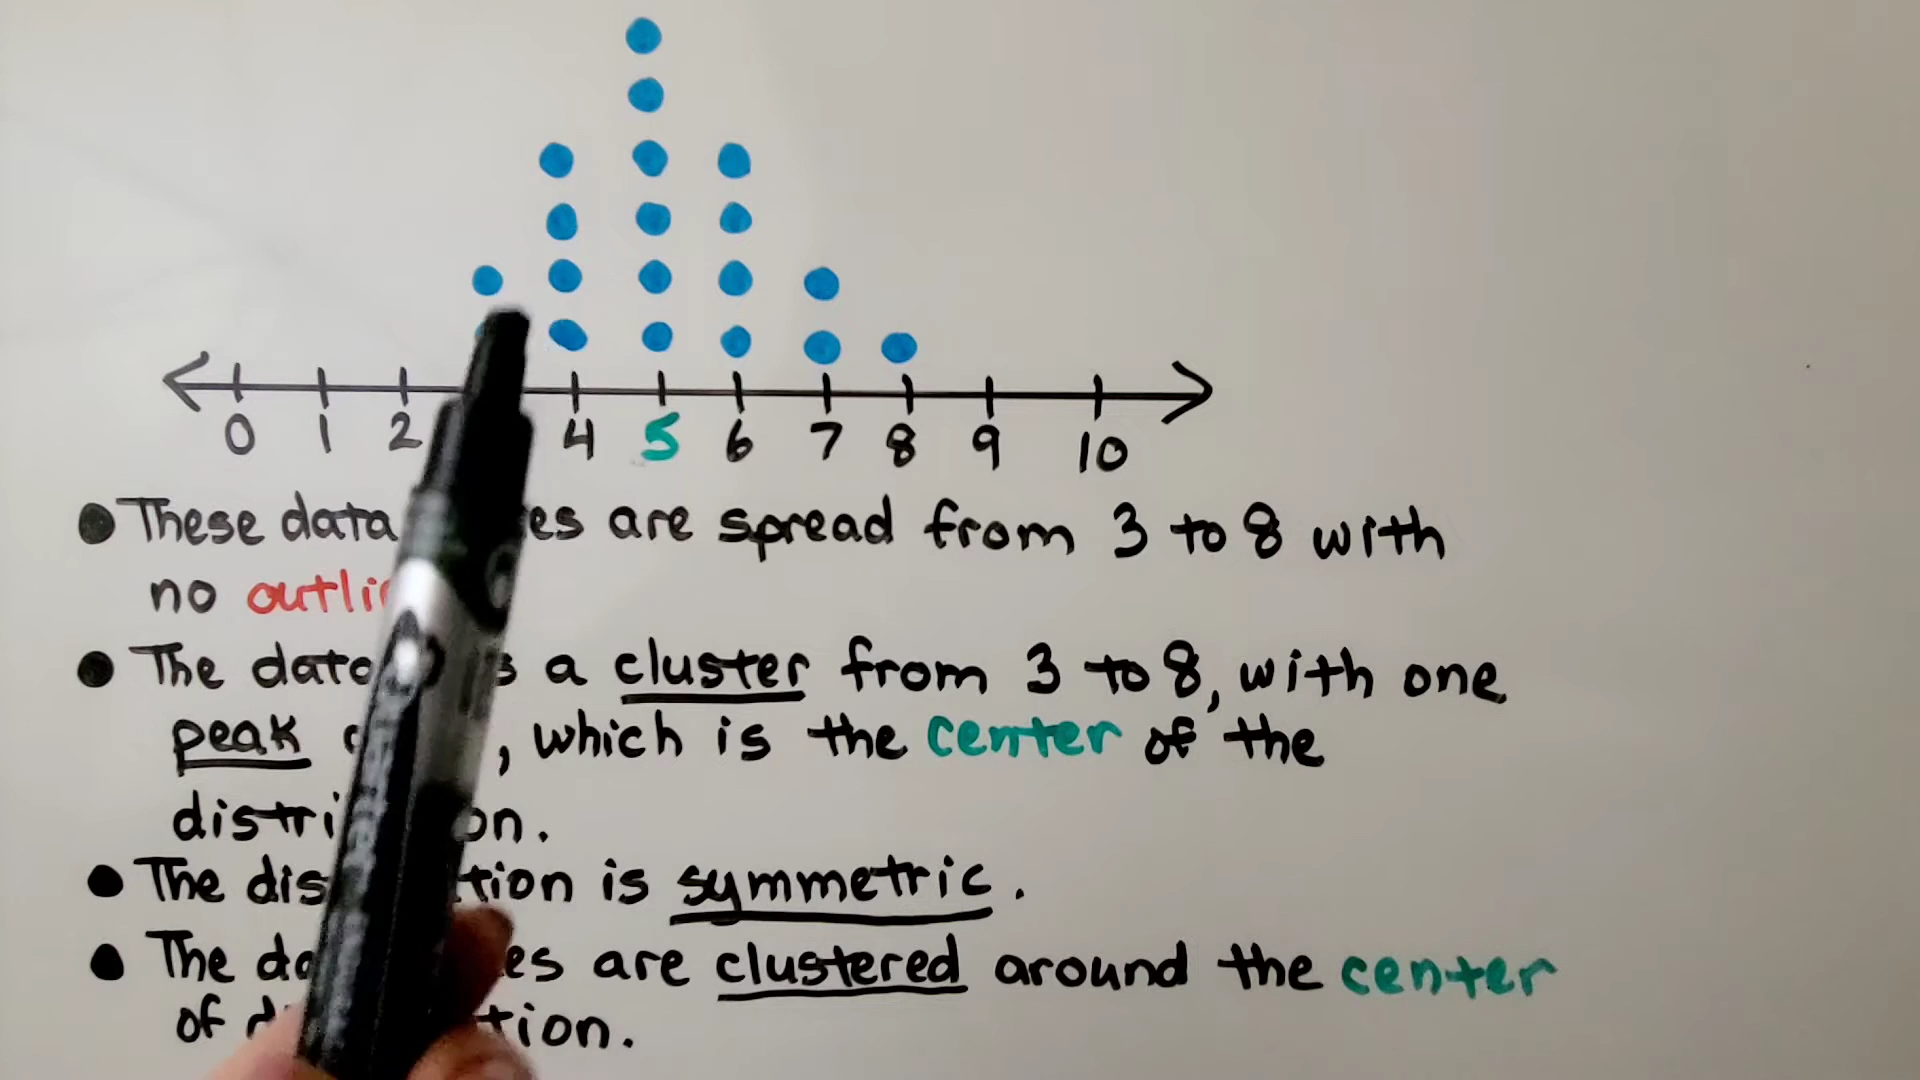 0 1 2 4 5 6 7 8 9 10
These data es are spread from 3 to 8 with
no outli
The data s a cluster from 3 to 8, with one
peak , which is the center of the
distri on.
The dis tion is symmetric.
The da es are clustered around the center
of d tion.